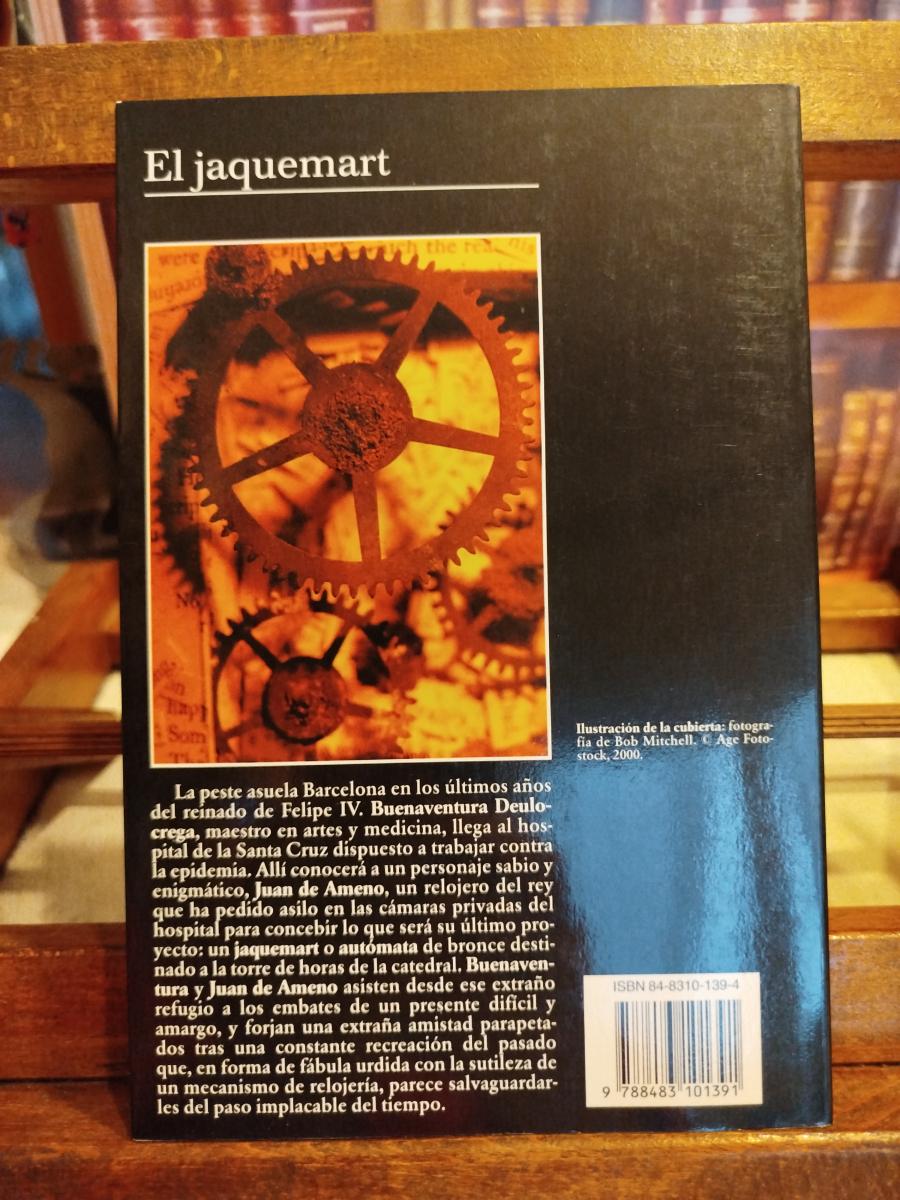 El jaquemart
were
the rea
No
in
happ
Som
Ilustración de la cubierta: fotogra-
fía de Bob Mitchell. © Age Foto-
stock, 2000.
La peste asuela Barcelona en los últimos años
del reinado de Felipe IV. Buenaventura Deulo-
crega, maestro en artes y medicina, llega al hos-
pital de la Santa Cruz dispuesto a trabajar contra
la epidemia. Allí conocerá a un personaje sabio y
enigmático, Juan de Ameno, un relojero del rey
que ha pedido asilo en las cámaras privadas del
hospital para concebir lo que será su último pro-
yecto: un jaquemart o autómata de bronce desti-
nado a la torre de horas de la catedral. Buenaven-
tura y Juan de Ameno asisten desde ese extraño
refugio a los embates de un presente difícil y
amargo, y forjan una extraña amistad parapeta-
dos tras una constante recreación del pasado
que, en forma de fábula urdida con la sutileza de
un mecanismo de relojería, parece salvaguardar-
les del paso implacable del tiempo.
ISBN 84-8310-139-4
9 788483 101391